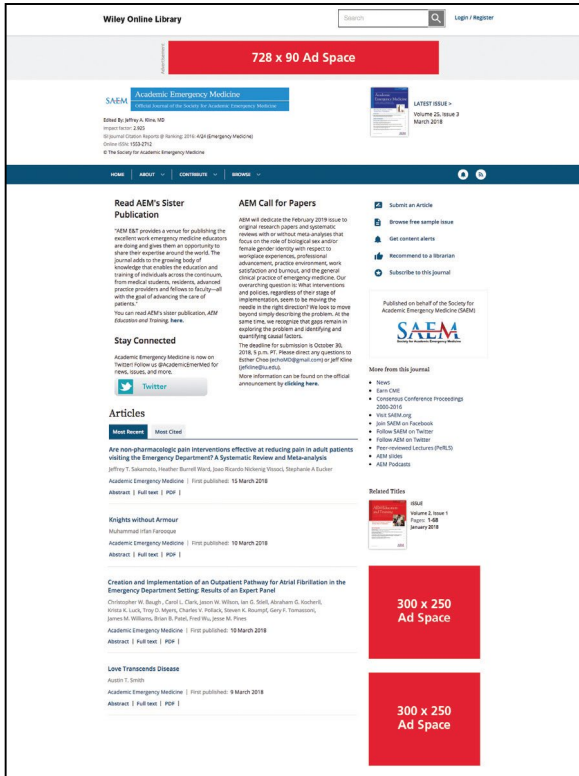 Wiley Online Library
Search
Login / Register
Advertisement
728 x 90 Ad Space
SAEM
Academic Emergency Medicine
Official Journal of the Society for Academic Emergency Medicine
Edited By: Jeffrey A. Kline, MD
Impact factor: 2.925
ISI Journal Citation Reports @ Ranking: 2016: 4/24 (Emergency Medicine)
Online ISSN: 1553-2712
© The Society for Academic Emergency Medicine
LATEST ISSUE >
Volume 25, Issue 3
March 2018
HOME
ABOUT
CONTRIBUTE
BROWSE
Read AEM's Sister
Publication
"AEM E&T provides a venue for publishing the
excellent work emergency medicine educators
are doing and gives them an opportunity to
share their expertise around the world. The
journal adds to the growing body of
knowledge that enables the education and
training of individuals across the continuum,
from medical students, residents, advanced
practice providers and fellows to faculty—all
with the goal of advancing the care of
patients."
You can read AEM's sister publication, AEM
Education and Training, here.
Stay Connected
Academic Emergency Medicine is now on
Twitter! Follow us @AcademicEmerMed for
news, issues, and more.
Twitter
AEM Call for Papers
AEM will dedicate the February 2019 issue to
original research papers and systematic
reviews with or without meta-analyses that
focus on the role of biological sex and/or
female gender identity with respect to
workplace experiences, professional
advancement, practice environment, work
satisfaction and burnout, and the general
clinical practice of emergency medicine. Our
overarching question is: What interventions
and policies, regardless of their stage of
implementation, seem to be moving the
needle in the right direction? We look to move
beyond simply describing the problem. At the
same time, we recognize that gaps remain in
exploring the problem and identifying and
quantifying causal factors.
The deadline for submission is October 30,
2018, 5 p.m. PT. Please direct any questions to
Esther Choo (echoMD@gmail.com) or Jeff Kline
(jefkline@iu.edu).
More information can be found on the official
announcement by clicking here.
Submit an Article
Browse free sample issue
Get content alerts
Recommend to a librarian
Subscribe to this journal
Published on behalf of the Society for
Academic Emergency Medicine (SAEM)
SAEM
Society for Academic Emergency Medicine
More from this journal
News
Earn CME
Consensus Conference Proceedings
2000-2016
Visit SAEM.org
Join SAEM on Facebook
Follow SAEM on Twitter
Follow AEM on Twitter
Peer-reviewed Lectures (PeRLS)
AEM slides
AEM Podcasts
Related Titles
ISSUE
Volume 2, Issue 1
Pages: 1-68
January 2018
300 x 250
Ad Space
300 x 250
Ad Space
Articles
Most Recent
Most Cited
Are non-pharmacologic pain interventions effective at reducing pain in adult patients
visiting the Emergency Department? A Systematic Review and Meta-analysis
Jeffrey T. Sakamoto, Heather Burrell Ward, Joao Ricardo Nickenig Vissoci, Stephanie A Eucker
Academic Emergency Medicine | First published: 15 March 2018
Abstract | Full text | PDF |
Knights without Armour
Muhammad Irfan Farooque
Academic Emergency Medicine | First published: 10 March 2018
Abstract | Full text | PDF |
Creation and Implementation of an Outpatient Pathway for Atrial Fibrillation in the
Emergency Department Setting: Results of an Expert Panel
Christopher W. Baugh , Carol L. Clark, Jason W. Wilson, Ian G. Stiell, Abraham G. Kocheril,
Krista K. Luck, Troy D. Myers, Charles V. Pollack, Steven K. Roumpf, Gery F. Tomassoni,
James M. Williams, Brian B. Patel, Fred Wu, Jesse M. Pines
Academic Emergency Medicine | First published: 10 March 2018
Abstract | Full text | PDF |
Love Transcends Disease
Austin T. Smith
Academic Emergency Medicine | First published: 9 March 2018
Abstract | Full text | PDF |